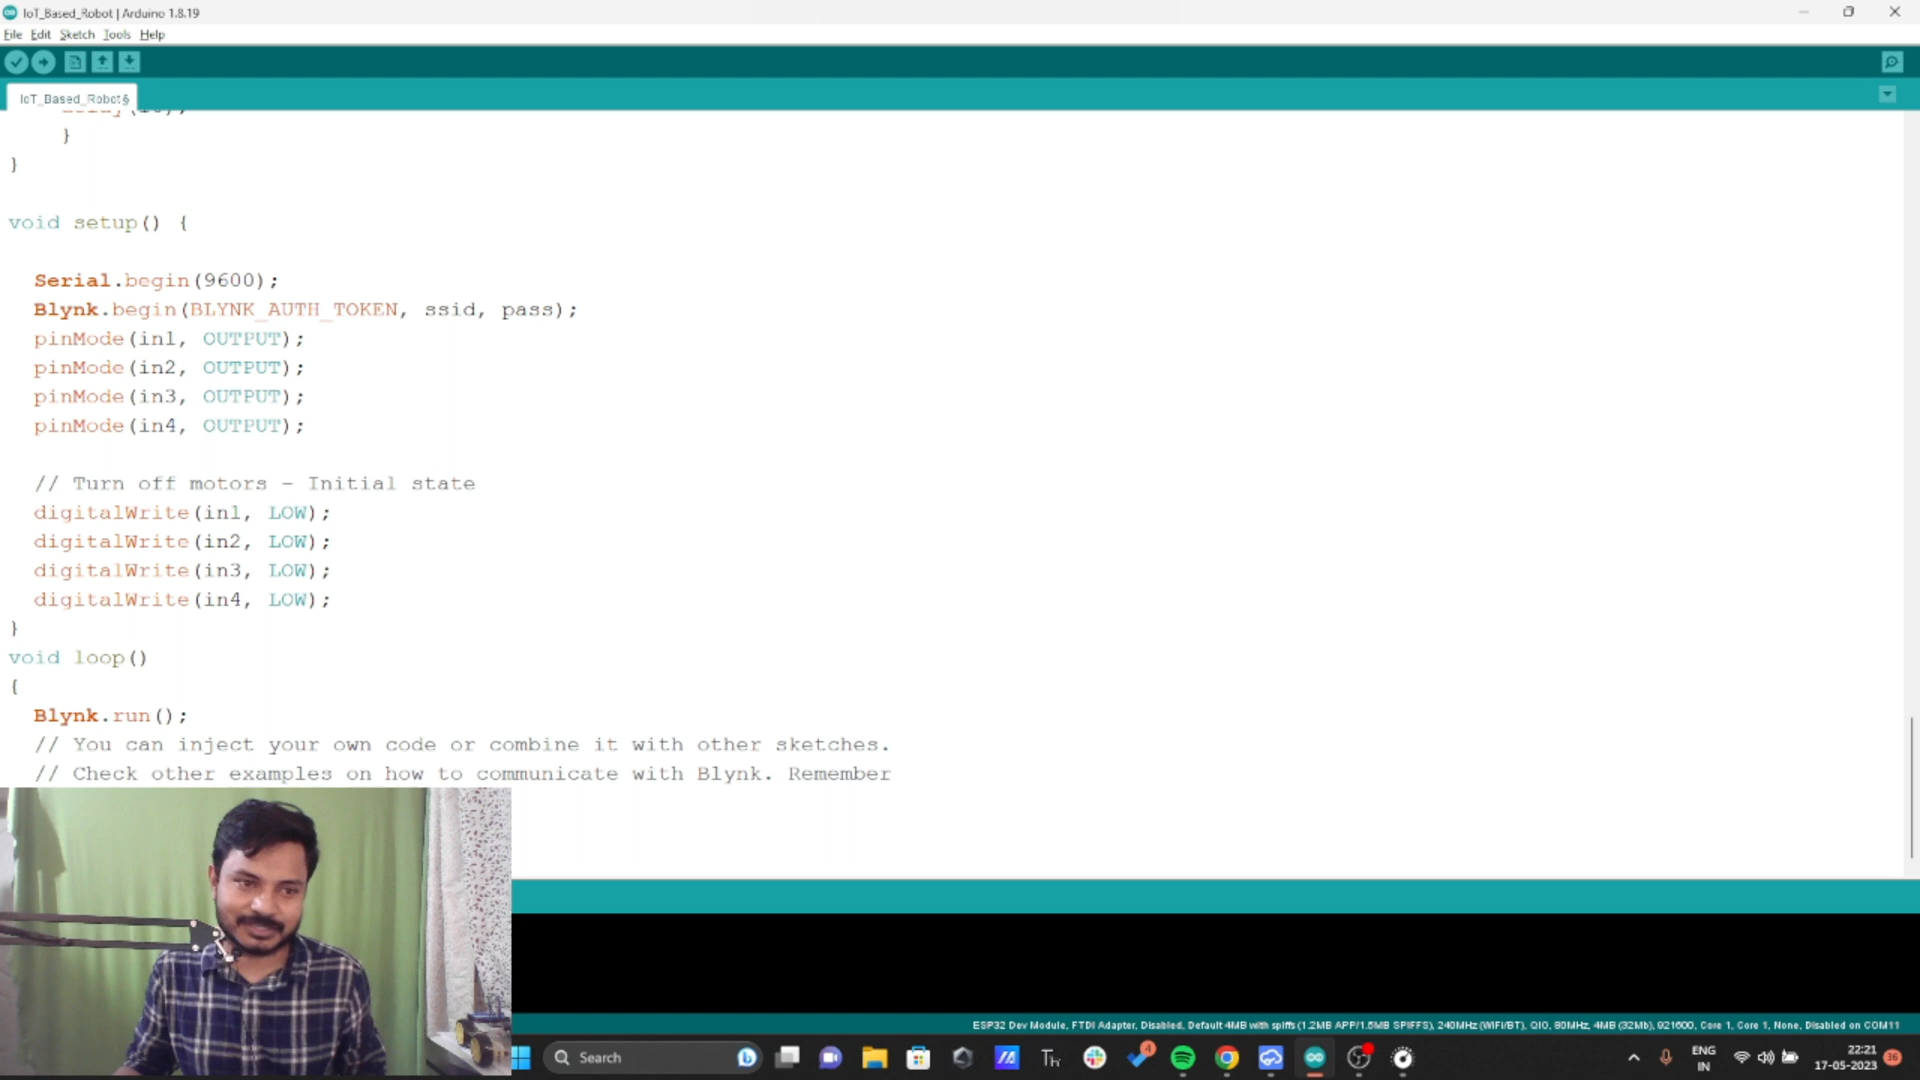 IoT_Based_Robot | Arduino 1.8.19
File Edit Sketch Tools Help
IoT_Based_Robot§
}
}
void setup() {
Serial.begin(9600);
Blynk.begin(BLYNK_AUTH_TOKEN, ssid, pass);
pinMode(in1, OUTPUT);
pinMode(in2, OUTPUT);
pinMode(in3, OUTPUT);
pinMode(in4, OUTPUT);
// Turn off motors - Initial state
digitalWrite(in1, LOW);
digitalWrite(in2, LOW);
digitalWrite(in3, LOW);
digitalWrite(in4, LOW);
}
void loop()
{
Blynk.run();
// You can inject your own code or combine it with other sketches.
// Check other examples on how to communicate with Blynk. Remember
ESP32 Dev Module, FTDI Adapter, Disabled, Default 4MB with spiffs (1.2MB APP/1.5MB SPIFFS), 240MHz (WiFi/BT), QIO, 80MHz, 4MB (32Mb), 921600, Core 1, Core 1, None, Disabled on COM11
Search
4
ENG
IN
22:21
17-05-2023
36